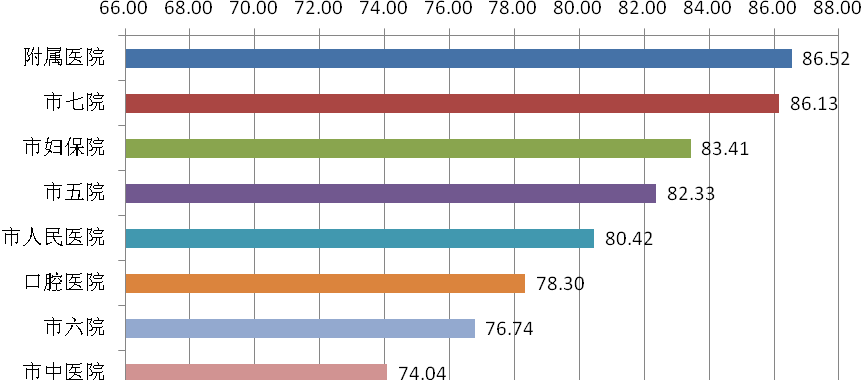 66.00 68.00 70.00 72.00 74.00 76.00 78.00 80.00 82.00 84.00 86.00 88.00
附属医院 86.52
市七院 86.13
市妇保院 83.41
市五院 82.33
市人民医院 80.42
口腔医院 78.30
市六院 76.74
市中医院 74.04